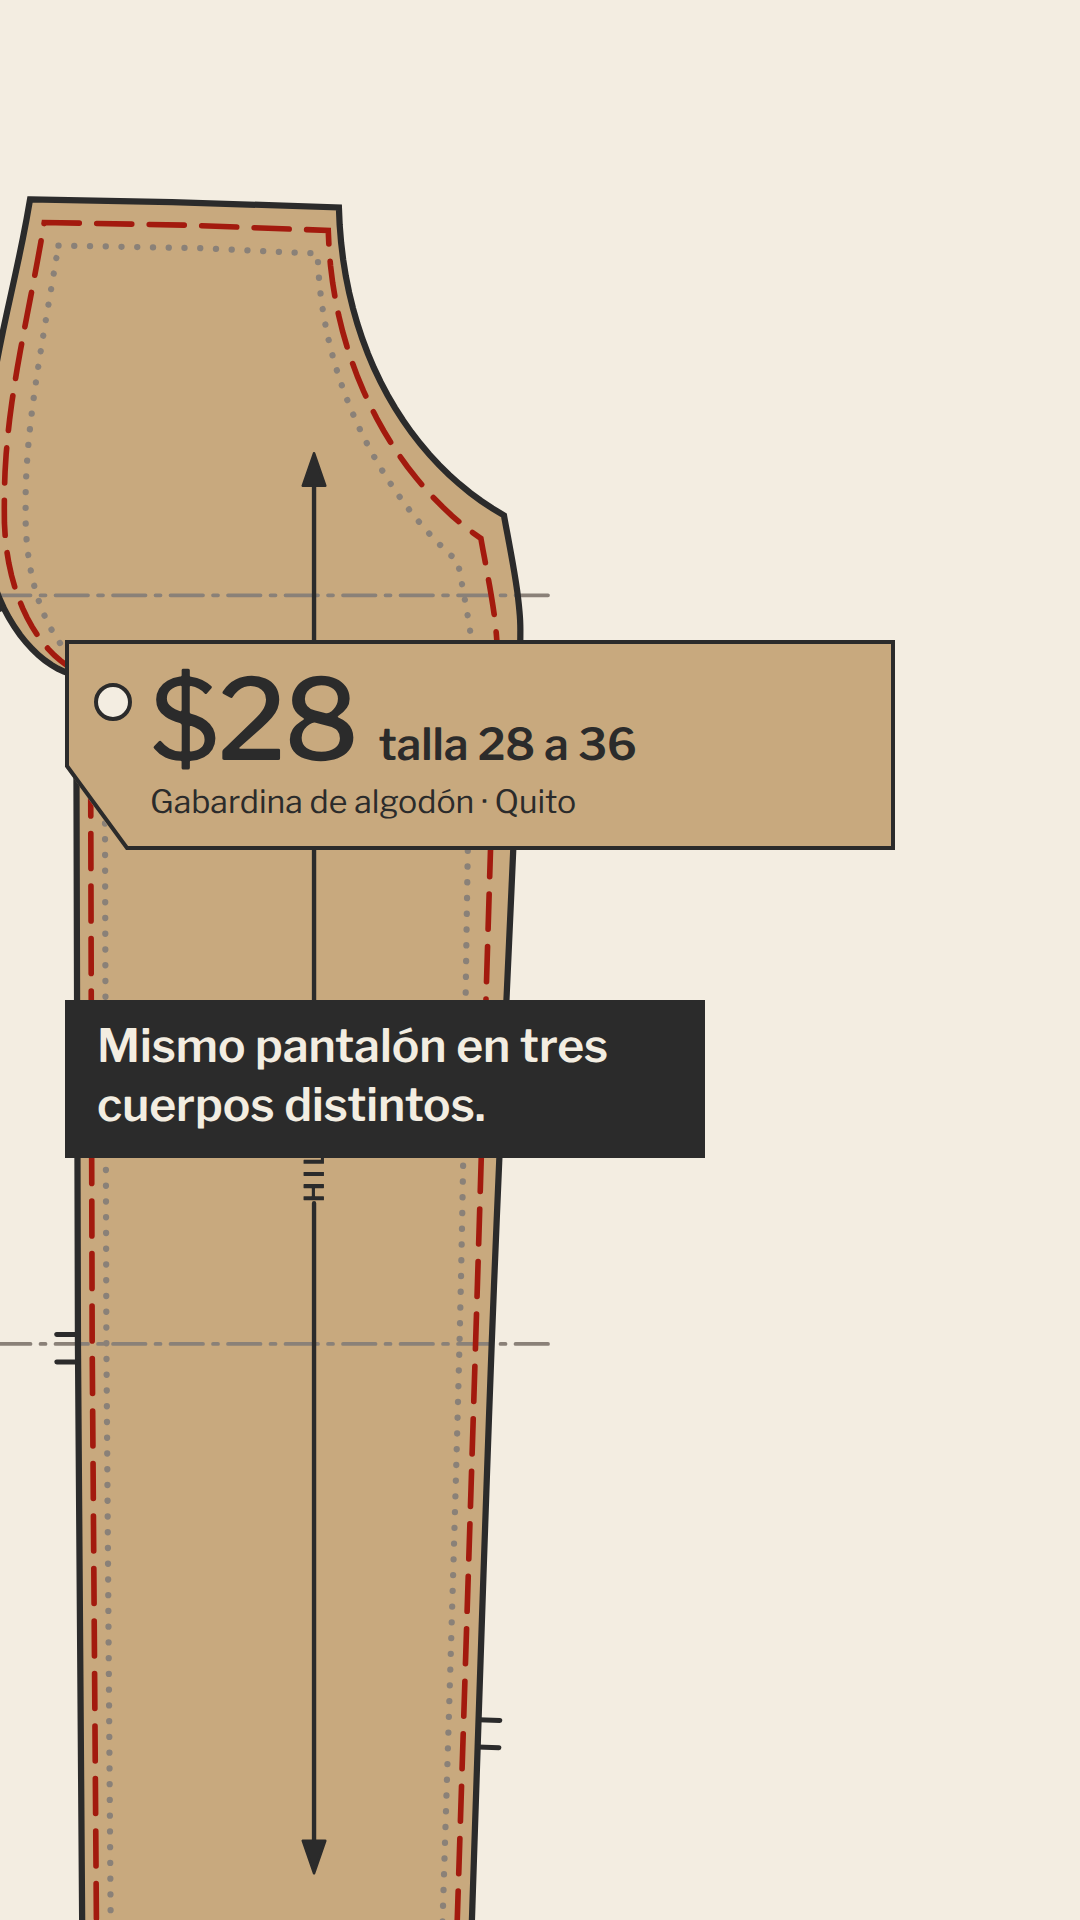 $28 talla 28 a 36
Gabardina de algodón · Quito
Mismo pantalón en tres
cuerpos distintos.